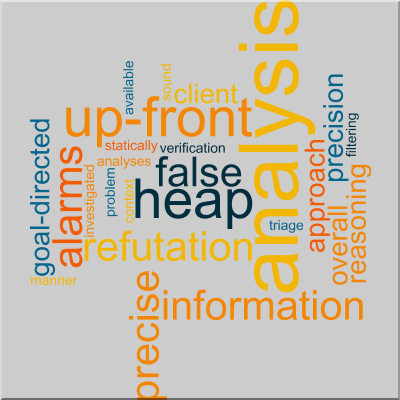 analysis
available
sound
client
up-front
precision
filtering
statically
verification
analyses
false
heap
goal-directed
alarms
investigated
problem
context
approach
overall
reasoning
triage
refutation
manner
information
precise